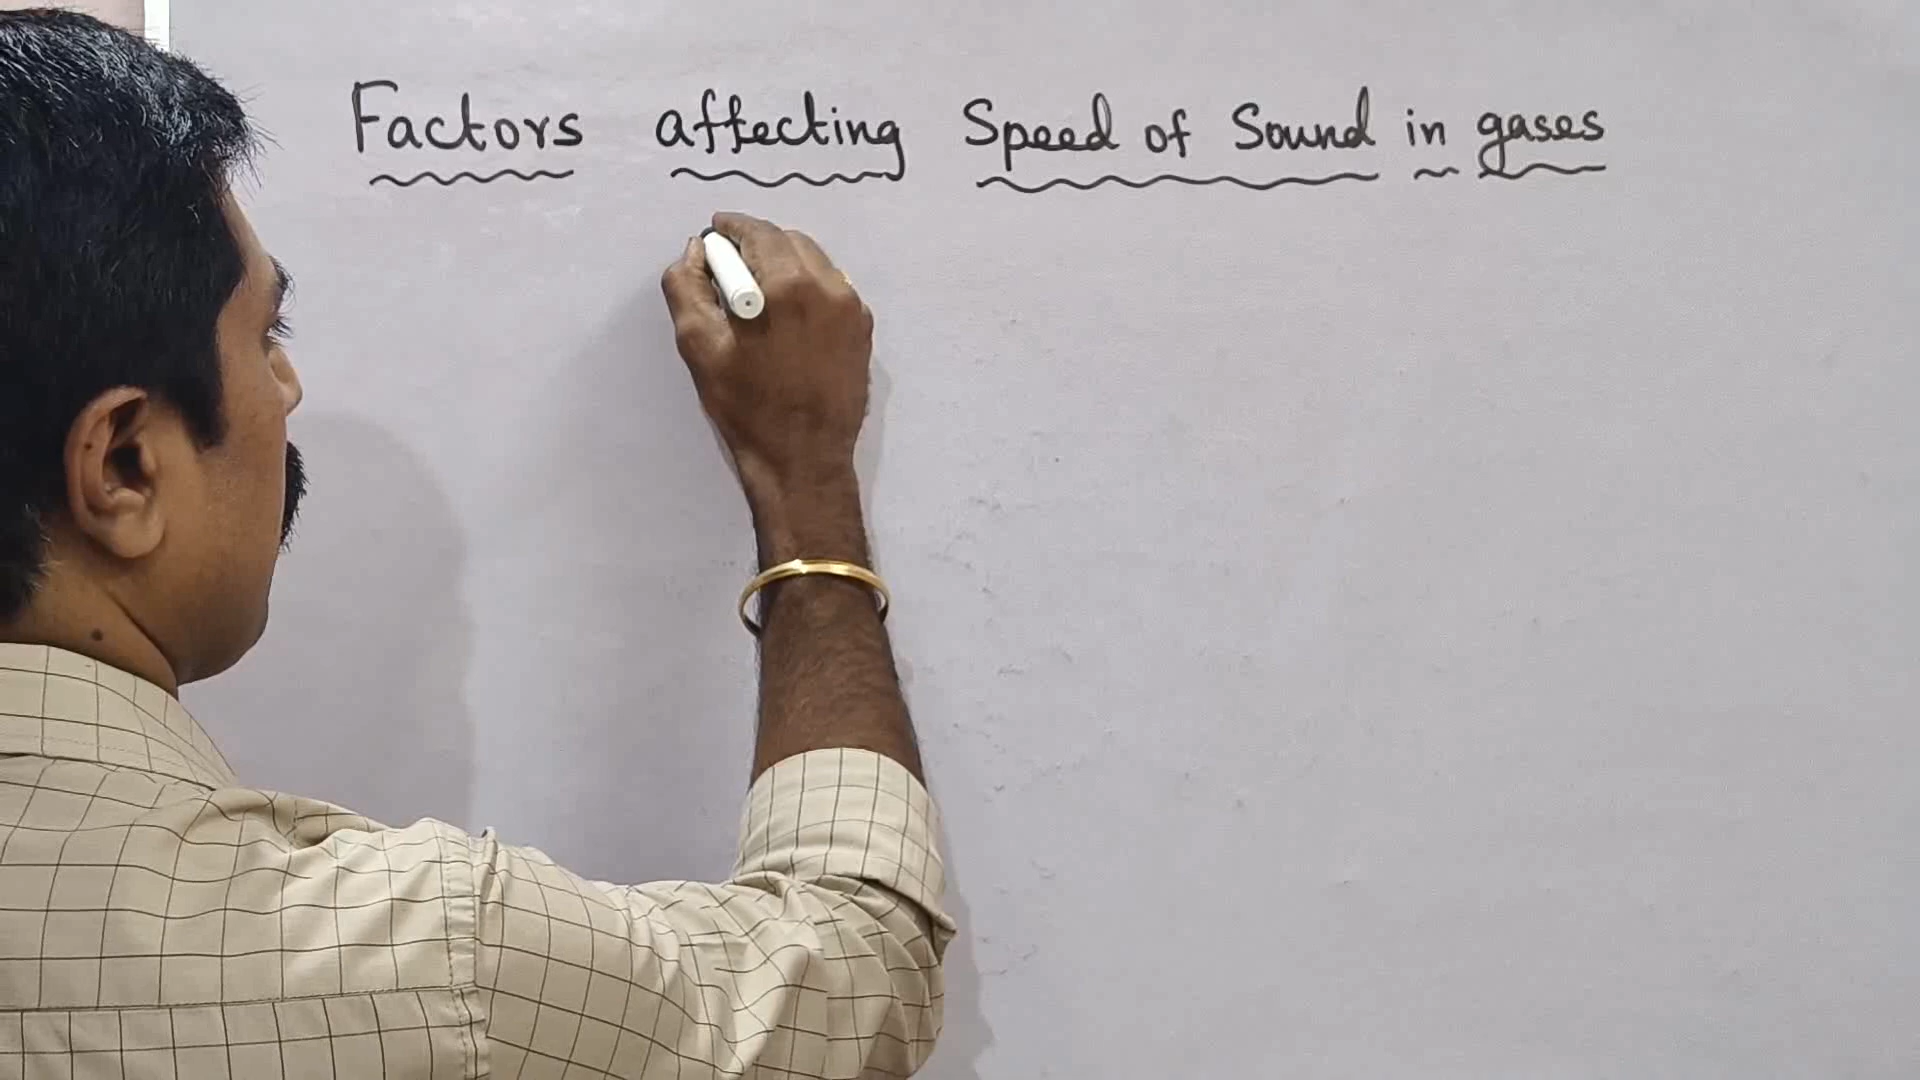 Factors affecting Speed of Sound in gases